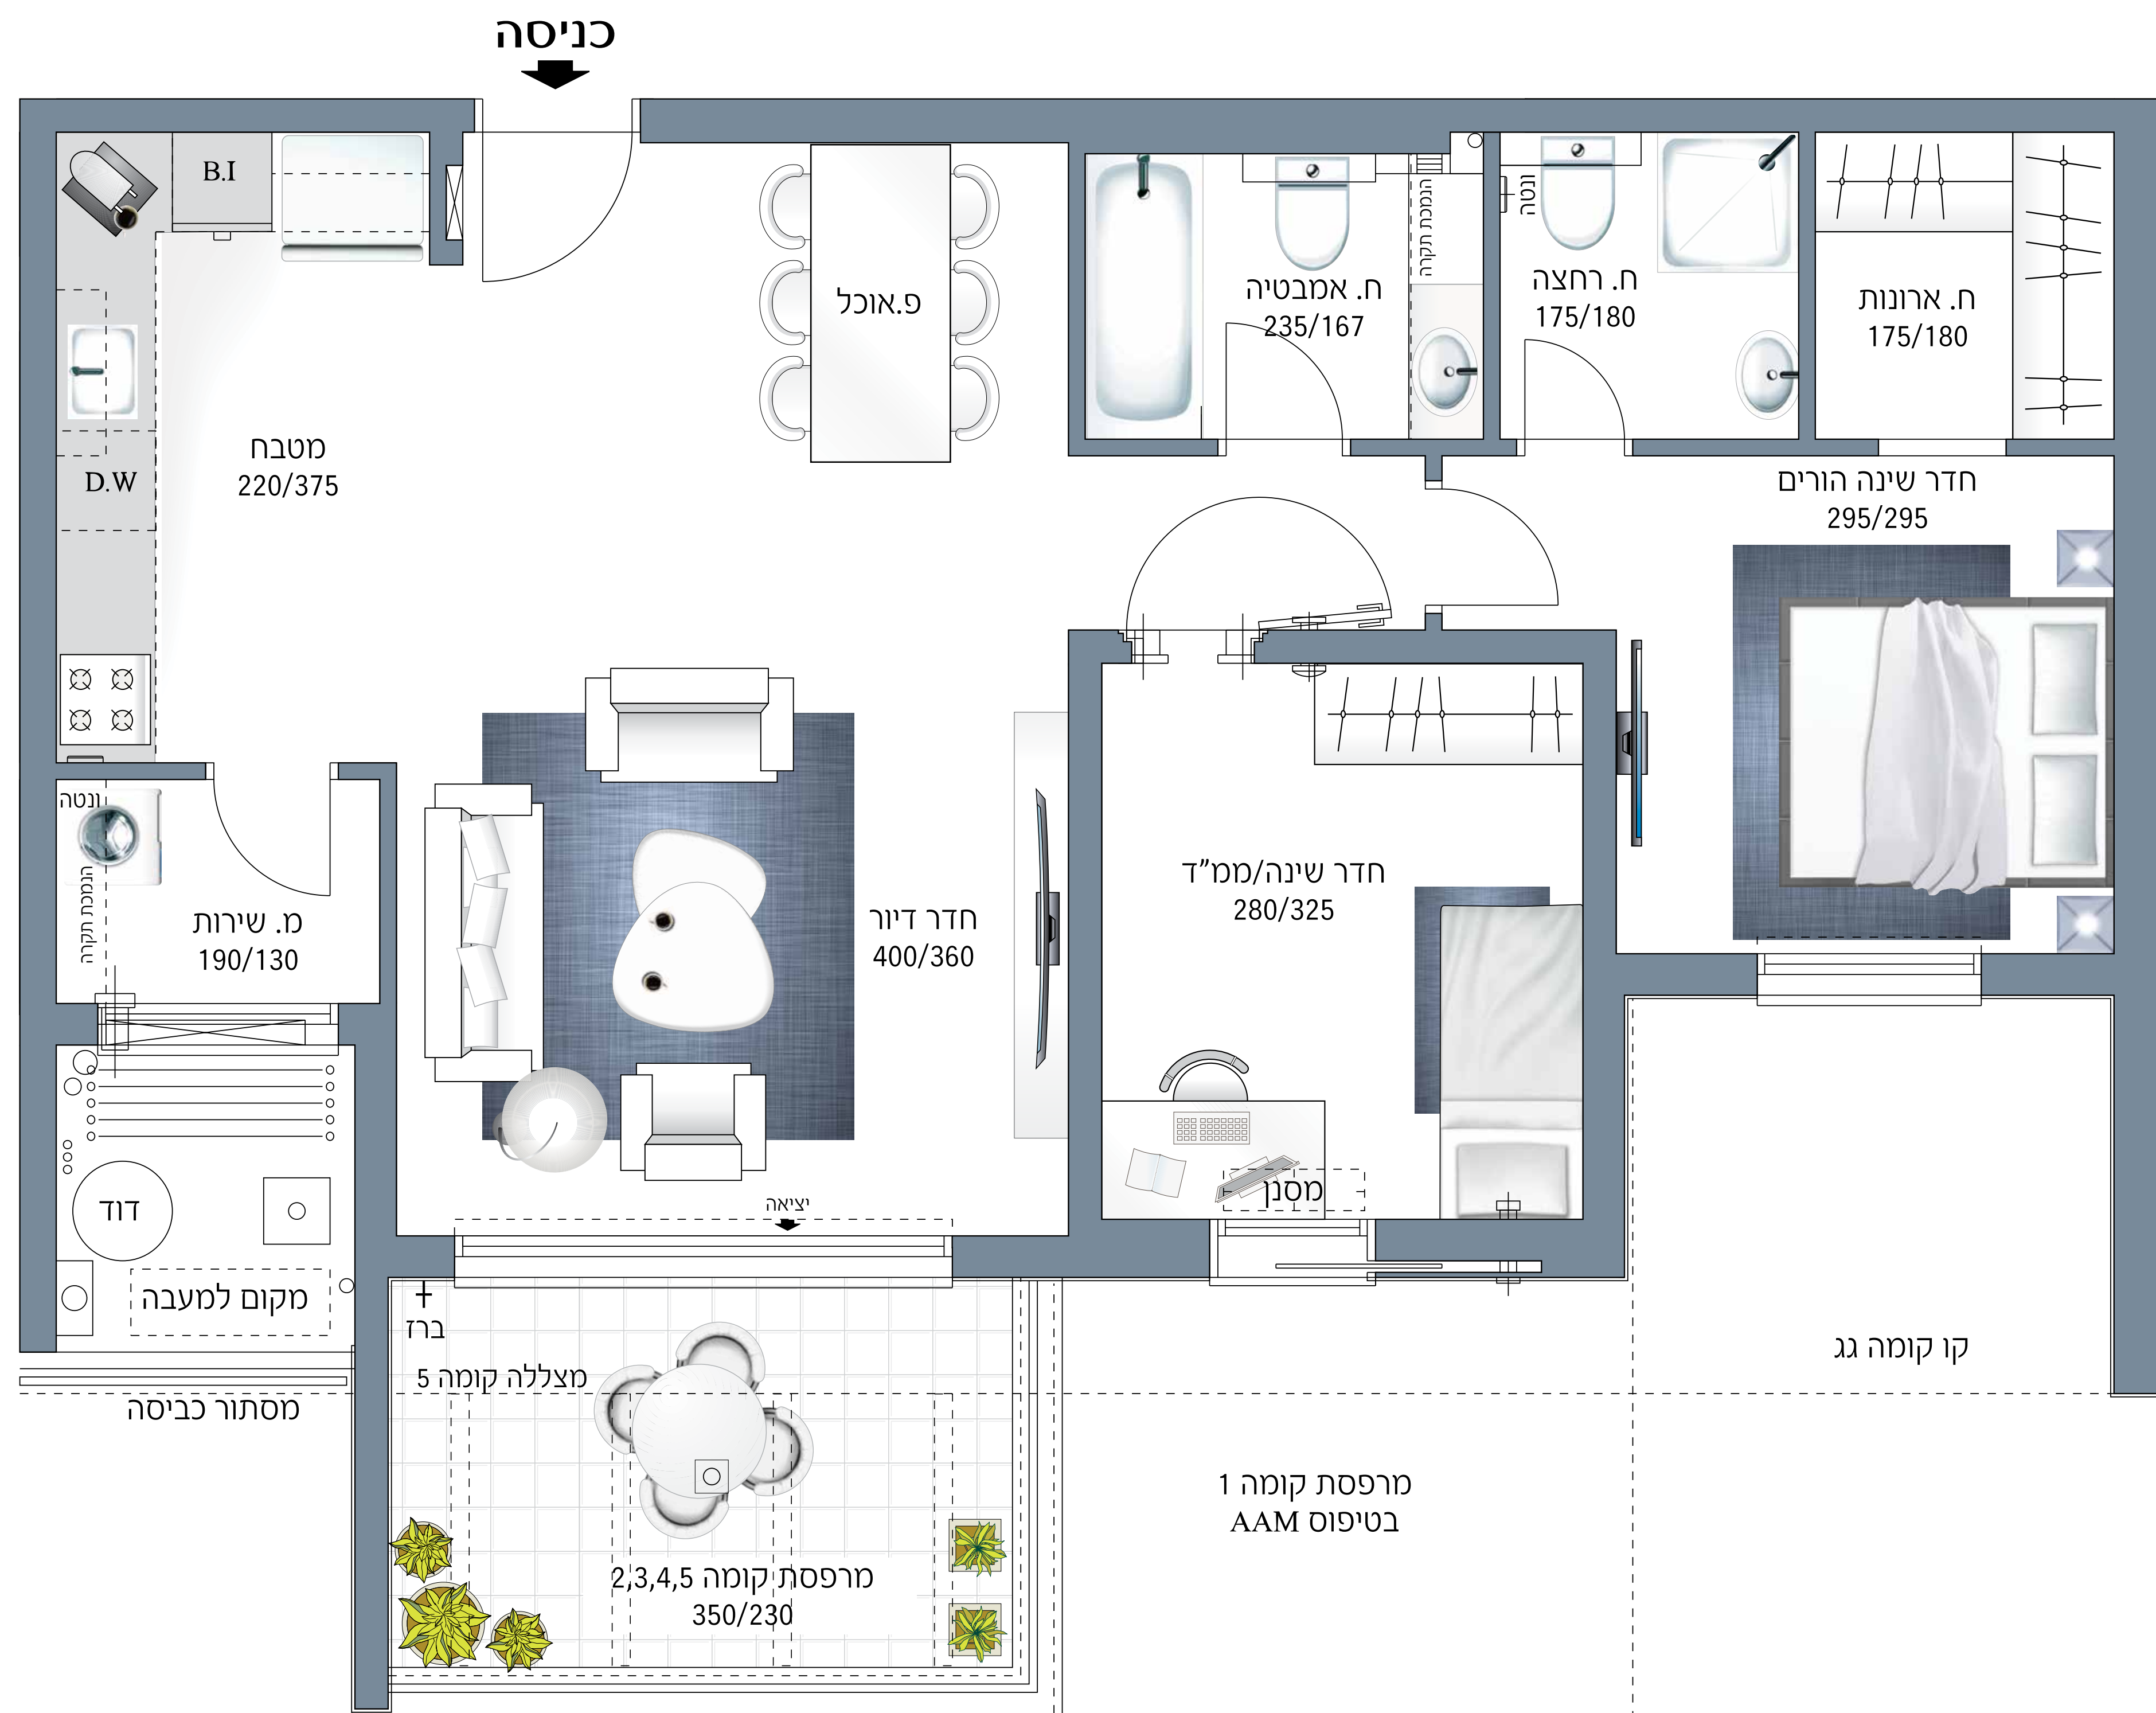 כניסה
B.I
פ.אוכל
ח. אמבטיה
235/167
הנמכת תקרה
ונטה
ח. רחצה
175/180
ח. ארונות
175/180
מטבח
220/375
D.W
חדר שינה הורים
295/295
ונטה
הנמכת תקרה
מ. שירות
190/130
חדר דיור
400/360
חדר שינה/ממ"ד
280/325
יציאה
מסנן
דוד
מקום למעבה
ברז
מסתור כביסה
מצללה קומה 5
קו קומה גג
מרפסת קומה 1
בטיפוס AAM
מרפסת קומה 2,3,4,5
350/230